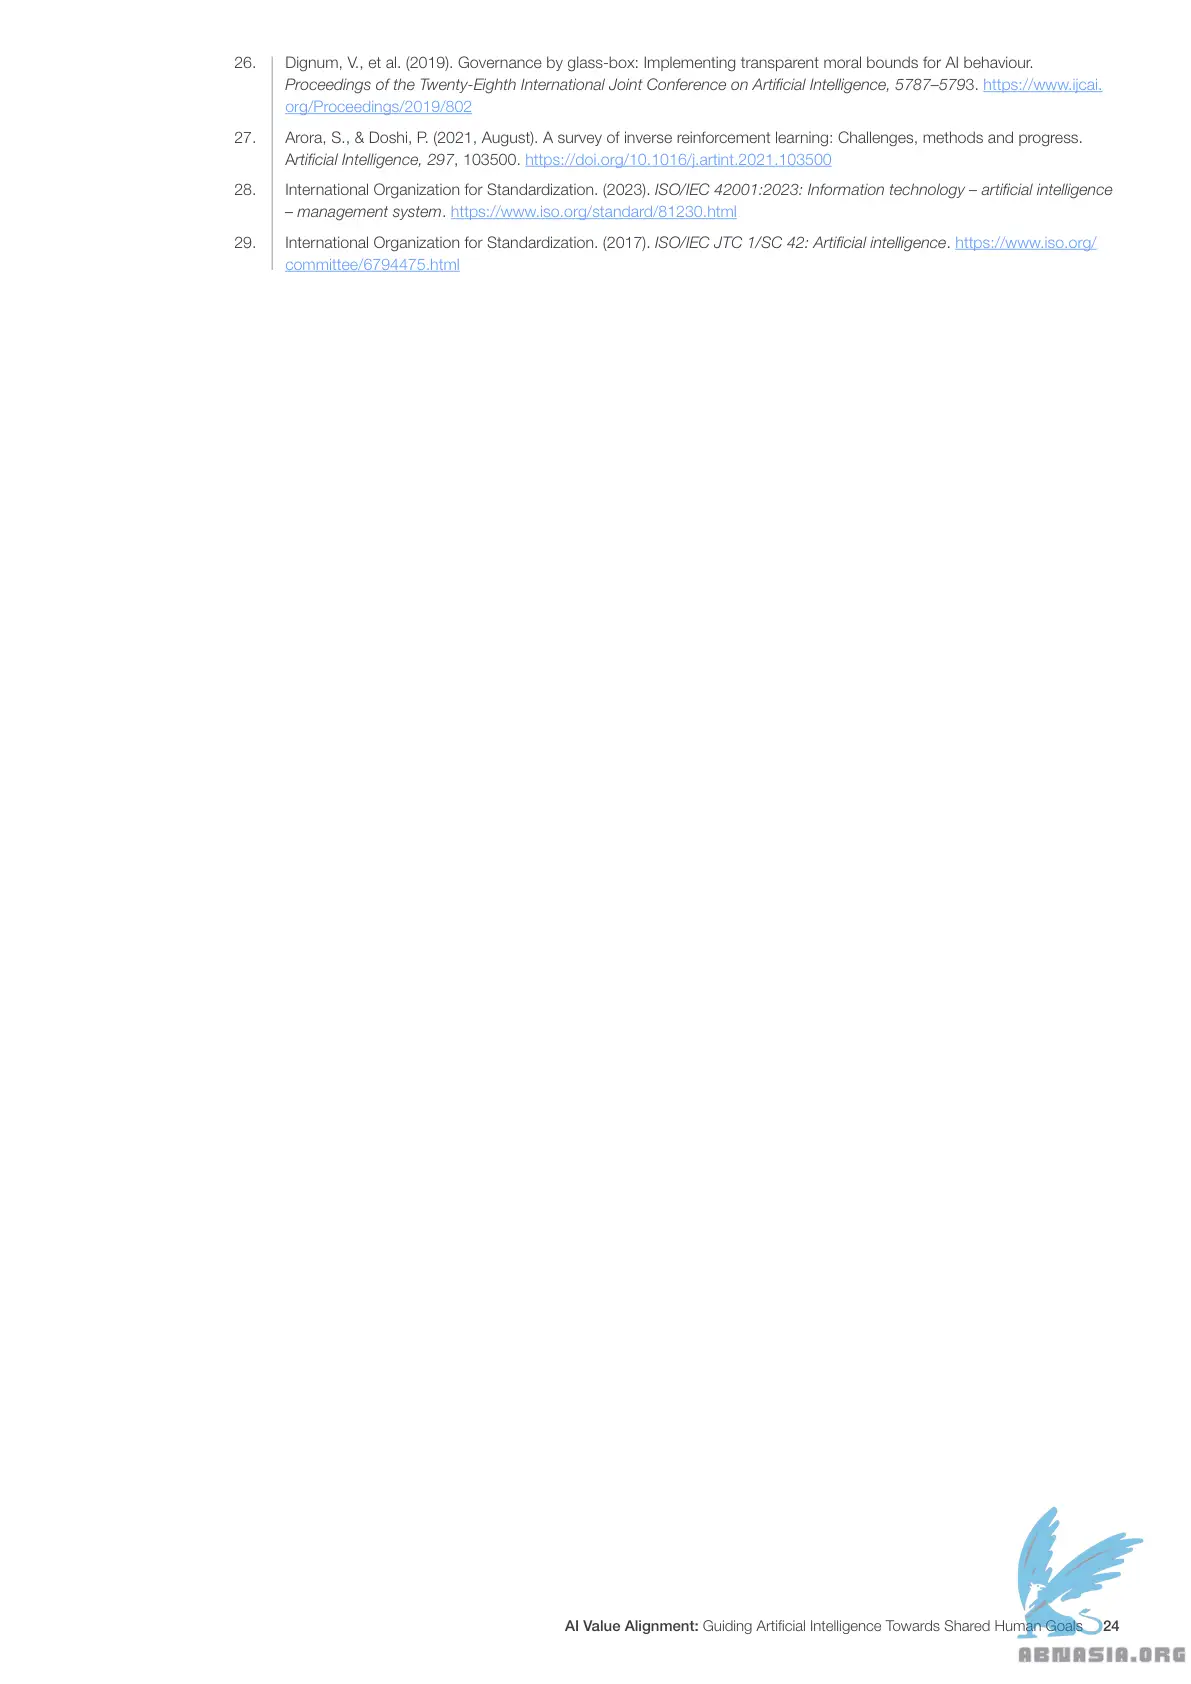 26. Dignum, V., et al. (2019). Governance by glass-box: Implementing transparent moral bounds for AI behaviour.
Proceedings of the Twenty-Eighth International Joint Conference on Artificial Intelligence, 5787–5793. https://www.ijcai.
org/Proceedings/2019/802
27. Arora, S., & Doshi, P. (2021, August). A survey of inverse reinforcement learning: Challenges, methods and progress.
Artificial Intelligence, 297, 103500. https://doi.org/10.1016/j.artint.2021.103500
28. International Organization for Standardization. (2023). ISO/IEC 42001:2023: Information technology – artificial intelligence
– management system. https://www.iso.org/standard/81230.html
29. International Organization for Standardization. (2017). ISO/IEC JTC 1/SC 42: Artificial intelligence. https://www.iso.org/
committee/6794475.html
AI Value Alignment: Guiding Artificial Intelligence Towards Shared Human Goals 24
ABNASIA.ORG